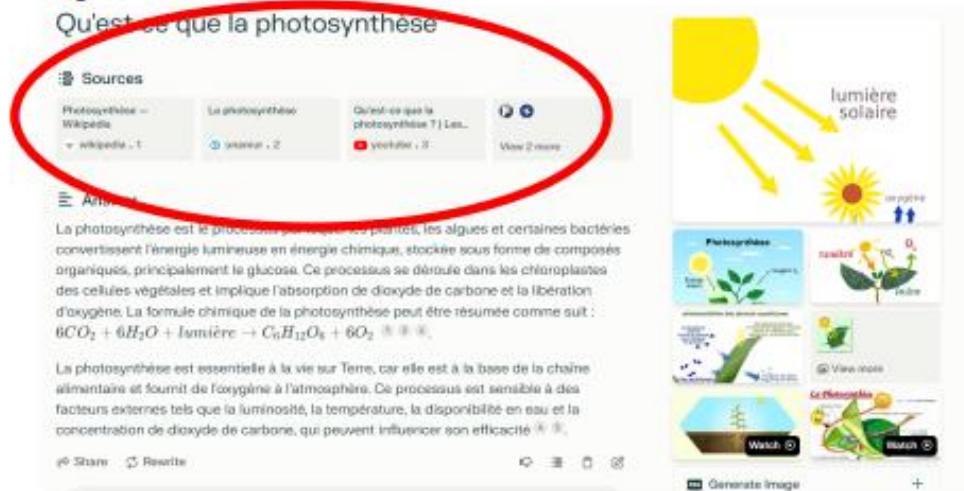 Qu'est-ce que la photosynthèse
Sources
Photosynthèse —
Wikipedia
wikipedia . 1
La photosynthèse
. 2
Qu'est-ce que la
photosynthèse ? | Les...
youtube . 3
View 2 more
Answer
La photosynthèse est le processus par lequel les plantes, les algues et certaines bactéries
convertissent l'énergie lumineuse en énergie chimique, stockée sous forme de composés
organiques, principalement le glucose. Ce processus se déroule dans les chloroplastes
des cellules végétales et implique l'absorption de dioxyde de carbone et la libération
d'oxygène. La formule chimique de la photosynthèse peut être résumée comme suit :
6CO₂ + 6H₂O + lumière → C₆H₁₂O₆ + 6O₂
La photosynthèse est essentielle à la vie sur Terre, car elle est à la base de la chaîne
alimentaire et fournit de l'oxygène à l'atmosphère. Ce processus est sensible à des
facteurs externes tels que la luminosité, la température, la disponibilité en eau et la
concentration de dioxyde de carbone, qui peuvent influencer son efficacité
Share
Rewrite
lumière
solaire
oxygène
Photosynthèse
View more
La Photosynthèse
Watch
Watch
Generate Image